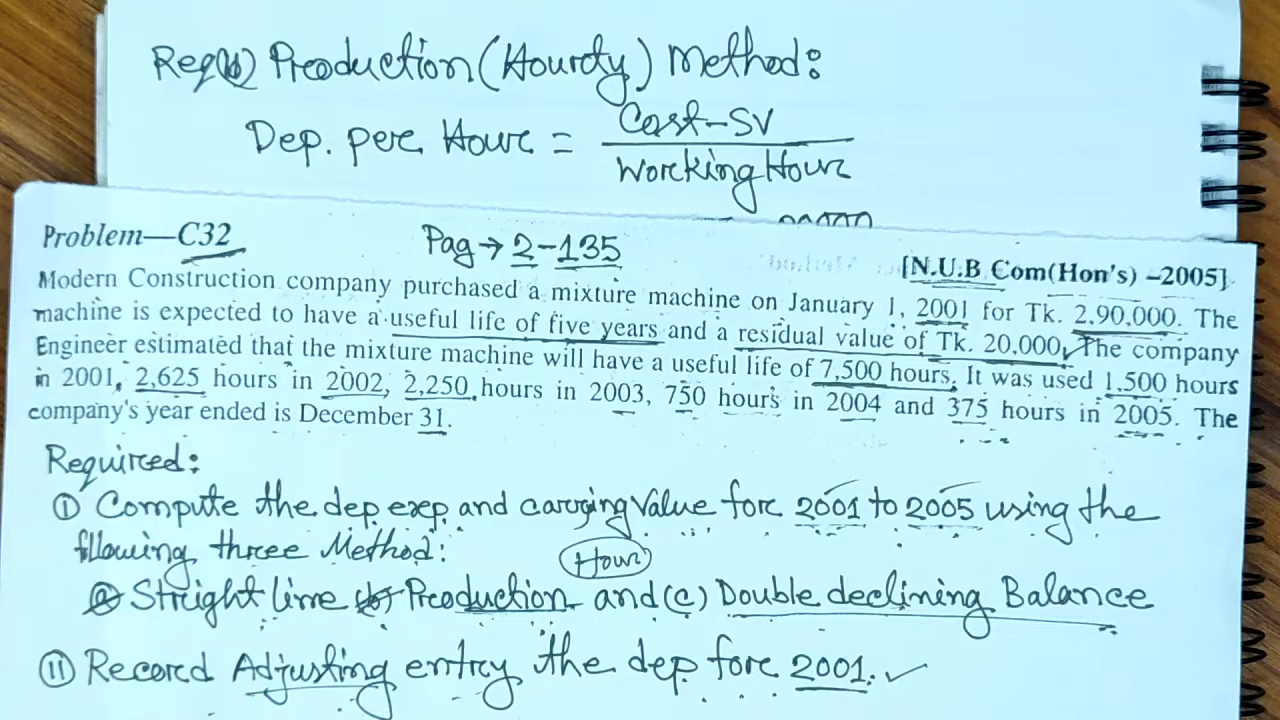 Req(b) Production (Hourly) Method:
Dep. per Hour = Cost-SV
Working Hour
Problem—C32 Pag→2-135
[N.U.B Com(Hon's) –2005]
Modern Construction company purchased a mixture machine on January 1, 2001 for Tk. 2,90,000. The
machine is expected to have a useful life of five years and a residual value of Tk. 20,000, The company
Engineer estimated that the mixture machine will have a useful life of 7,500 hours. It was used 1,500 hours
in 2001, 2,625 hours in 2002, 2,250 hours in 2003, 750 hours in 2004 and 375 hours in 2005. The
company's year ended is December 31.
Required:
① Compute the dep. exp. and carrying value for 2001 to 2005 using the
following three Method:
Hour
(a) Streight line (b) Production and (c) Double declining Balance
⑪ Record Adjusting entry the dep for 2001. ✓